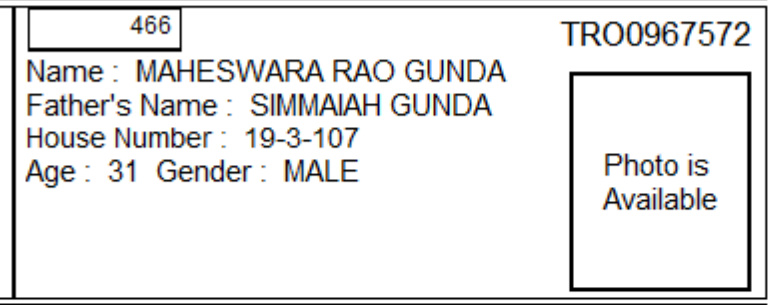 466
TRO0967572
Name : MAHESWARA RAO GUNDA
Father's Name : SIMMAIAH GUNDA
House Number : 19-3-107
Age : 31 Gender : MALE
Photo is
Available